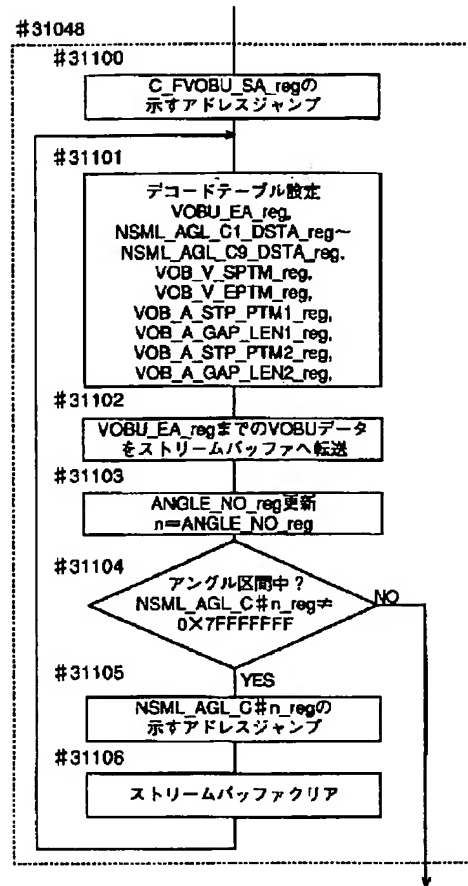 #31048
#31100
C_FVOBU_SA_regの
示すアドレスジャンプ
#31101
デコードテーブル設定
VOBU_EA_reg,
NSML_AGL_C1_DSTA_reg~
NSML_AGL_C9_DSTA_reg,
VOB_V_SPTM_reg,
VOB_V_EPTM_reg,
VOB_A_STP_PTM1_reg,
VOB_A_GAP_LEN1_reg,
VOB_A_STP_PTM2_reg,
VOB_A_GAP_LEN2_reg,
#31102
VOBU_EA_regまでのVOBUデータ
をストリームバッファへ転送
#31103
ANGLE_NO_reg更新
n=ANGLE_NO_reg
#31104
アングル区間中?
NSML_AGL_C#n_reg≠
0×7FFFFFFF
NO
YES
#31105
NSML_AGL_C#n_regの
示すアドレスジャンプ
#31106
ストリームバッファクリア